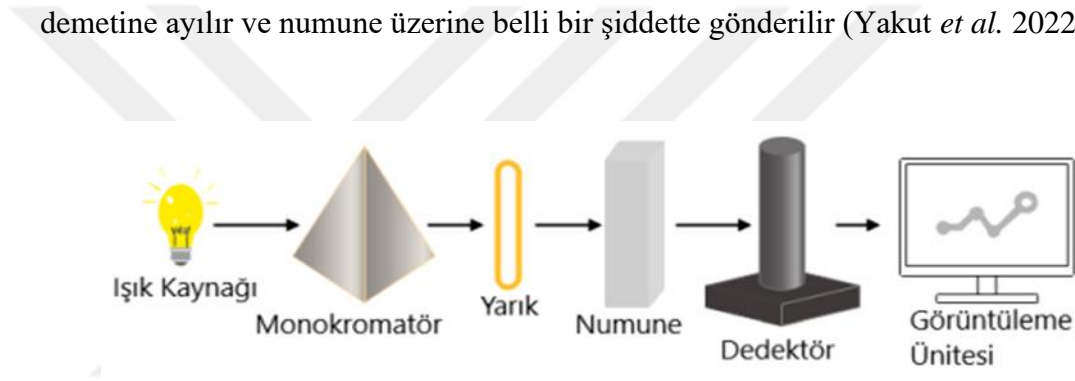 demetine ayılır ve numune üzerine belli bir şiddette gönderilir (Yakut et al. 2022
Işık Kaynağı
Monokromatör
Yarık
Numune
Dedektör
Görüntüleme
Ünitesi